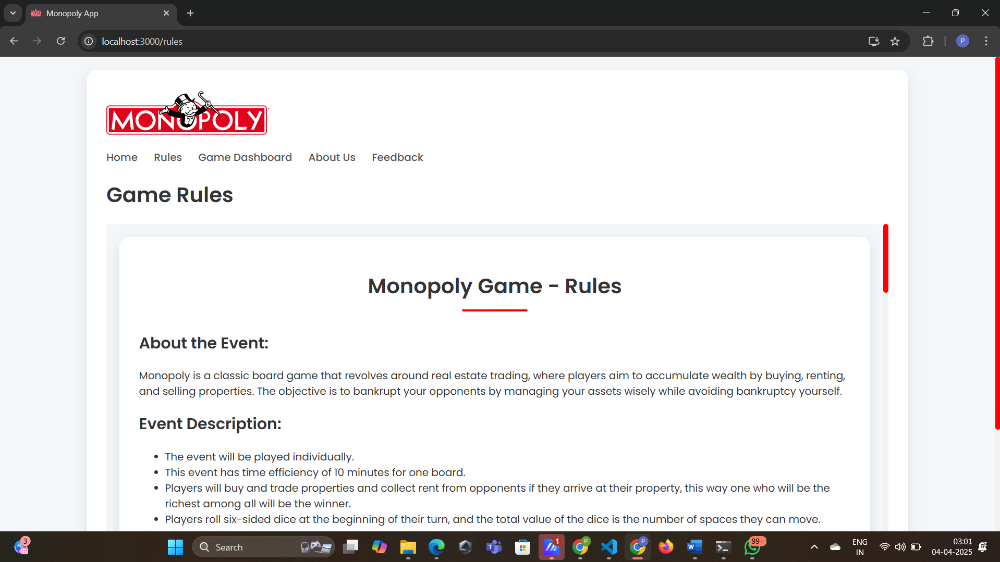 Monopoly App
localhost:3000/rules
P
MONOPOLY
Home Rules Game Dashboard About Us Feedback
Game Rules
Monopoly Game - Rules
About the Event:
Monopoly is a classic board game that revolves around real estate trading, where players aim to accumulate wealth by buying, renting,
and selling properties. The objective is to bankrupt your opponents by managing your assets wisely while avoiding bankruptcy yourself.
Event Description:
• The event will be played individually.
• This event has time efficiency of 10 minutes for one board.
• Players will buy and trade properties and collect rent from opponents if they arrive at their property, this way one who will be the
richest among all will be the winner.
• Players roll six-sided dice at the beginning of their turn, and the total value of the dice is the number of spaces they can move.
3
Search
1
P
P
99+
ENG
IN
03:01
04-04-2025